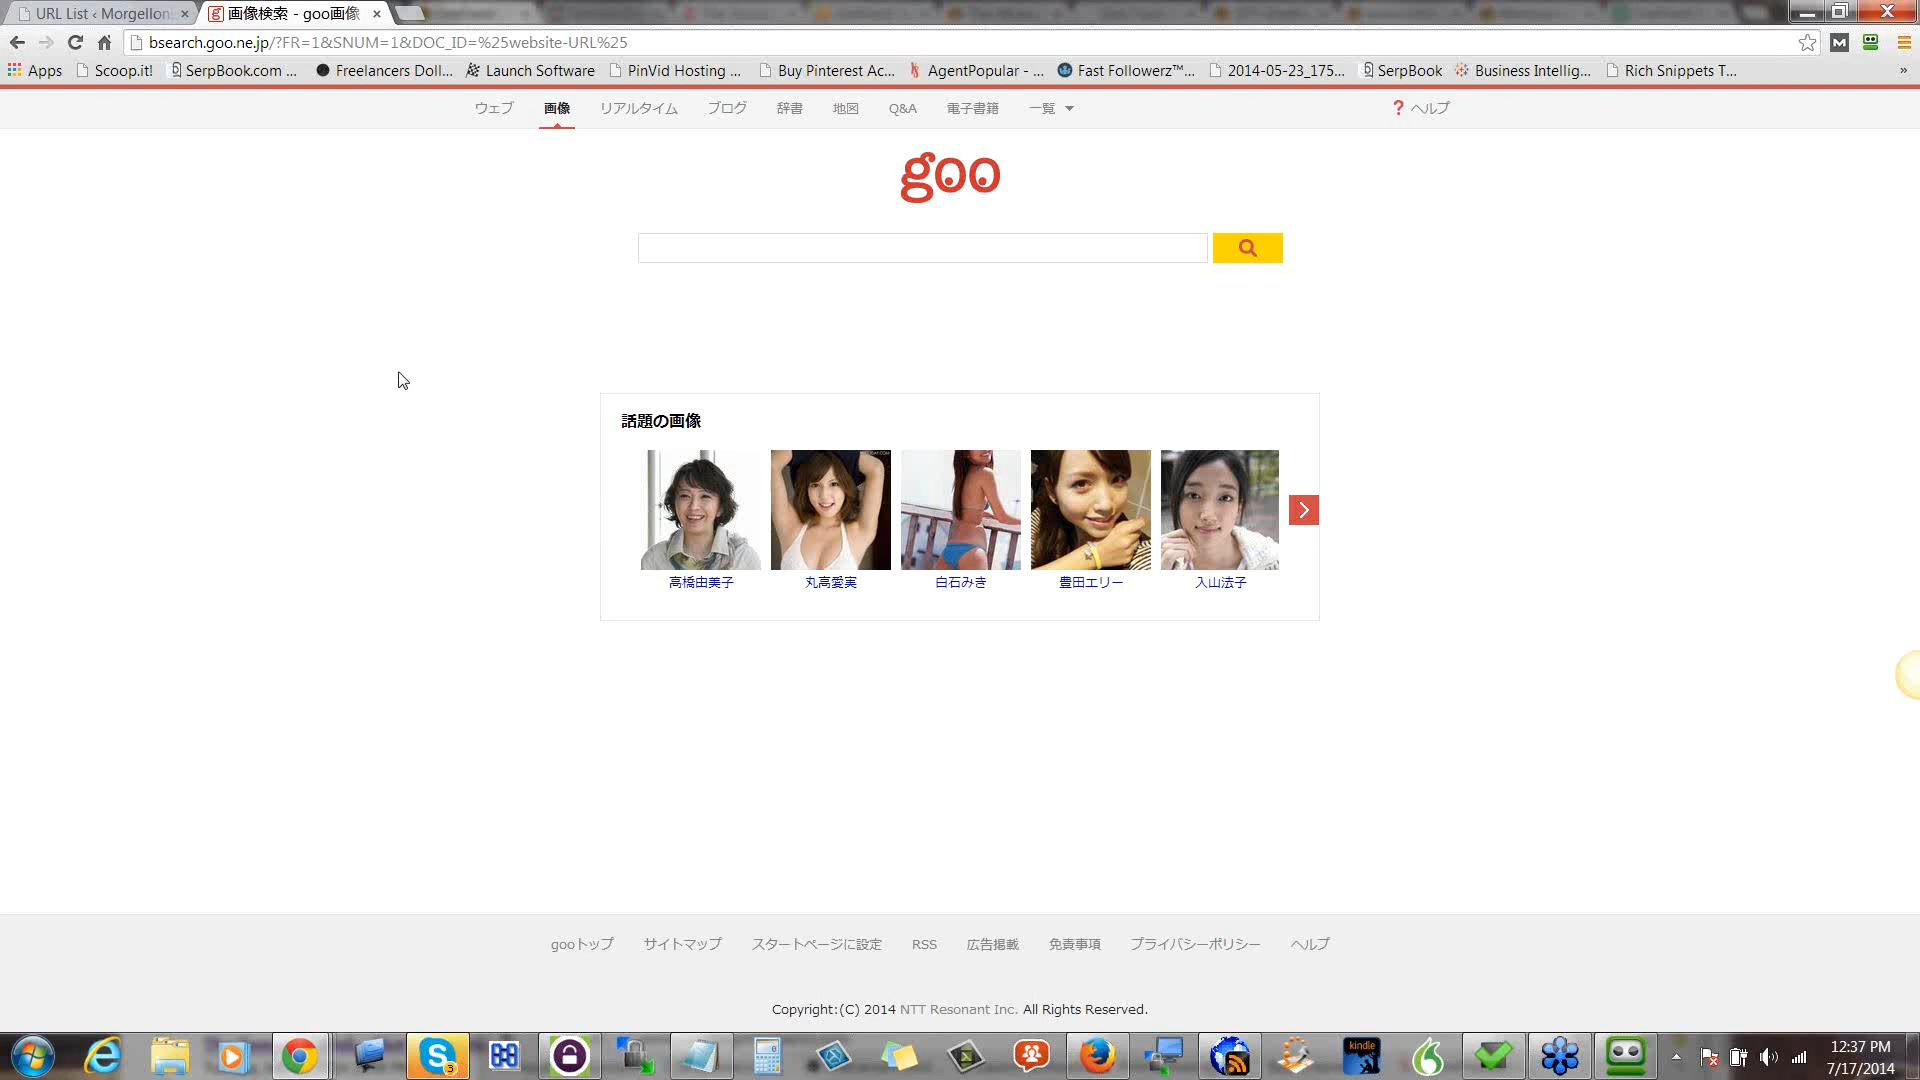 URL List ‹ Morgellon
画像検索 - goo画像
bsearch.goo.ne.jp/?FR=1&SNUM=1&DOC_ID=%25website-URL%25
Apps Scoop.it! SerpBook.com ... Freelancers Doll... Launch Software PinVid Hosting ... Buy Pinterest Ac... AgentPopular - ... Fast Followerz™... 2014-05-23_175... SerpBook Business Intellig... Rich Snippets T... »
ウェブ 画像 リアルタイム ブログ 辞書 地図 Q&A 電子書籍 一覧 ? ヘルプ
goo
話題の画像
高橋由美子 丸高愛実 白石みき 豊田エリー 入山法子
gooトップ サイトマップ スタートページに設定 RSS 広告掲載 免責事項 プライバシーポリシー ヘルプ
Copyright:(C) 2014 NTT Resonant Inc. All Rights Reserved.
3
kindle
12:37 PM
7/17/2014